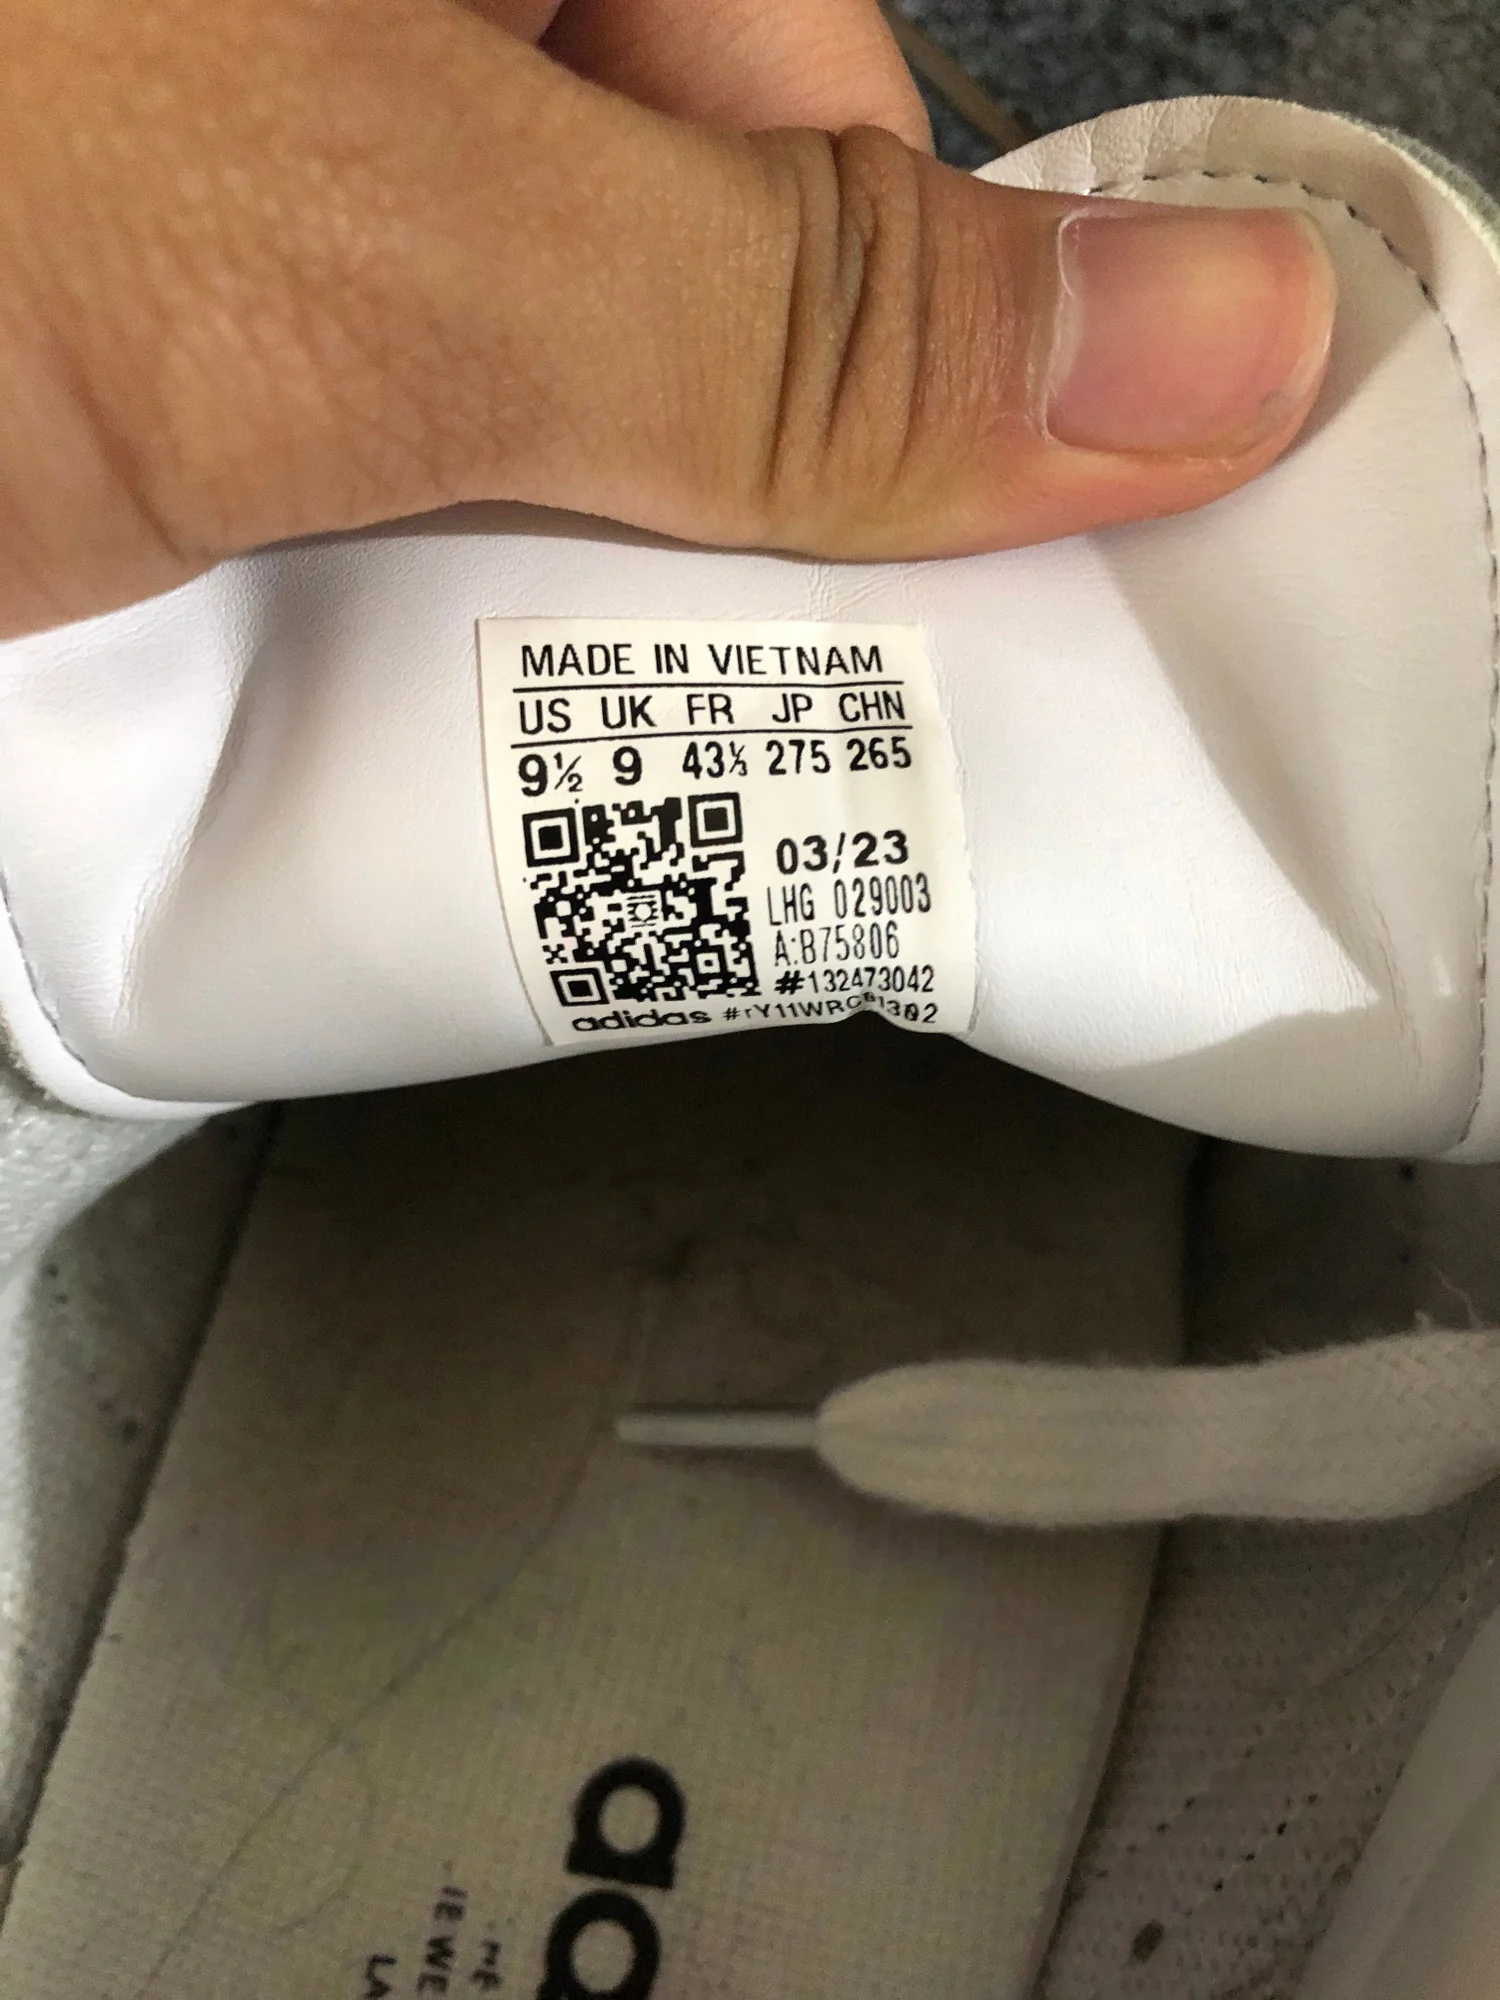 MADE IN VIETNAM
US UK FR JP CHN
9½ 9 43⅓ 275 265
03/23
LHG 029003
A:B75806
#132473042
adidas